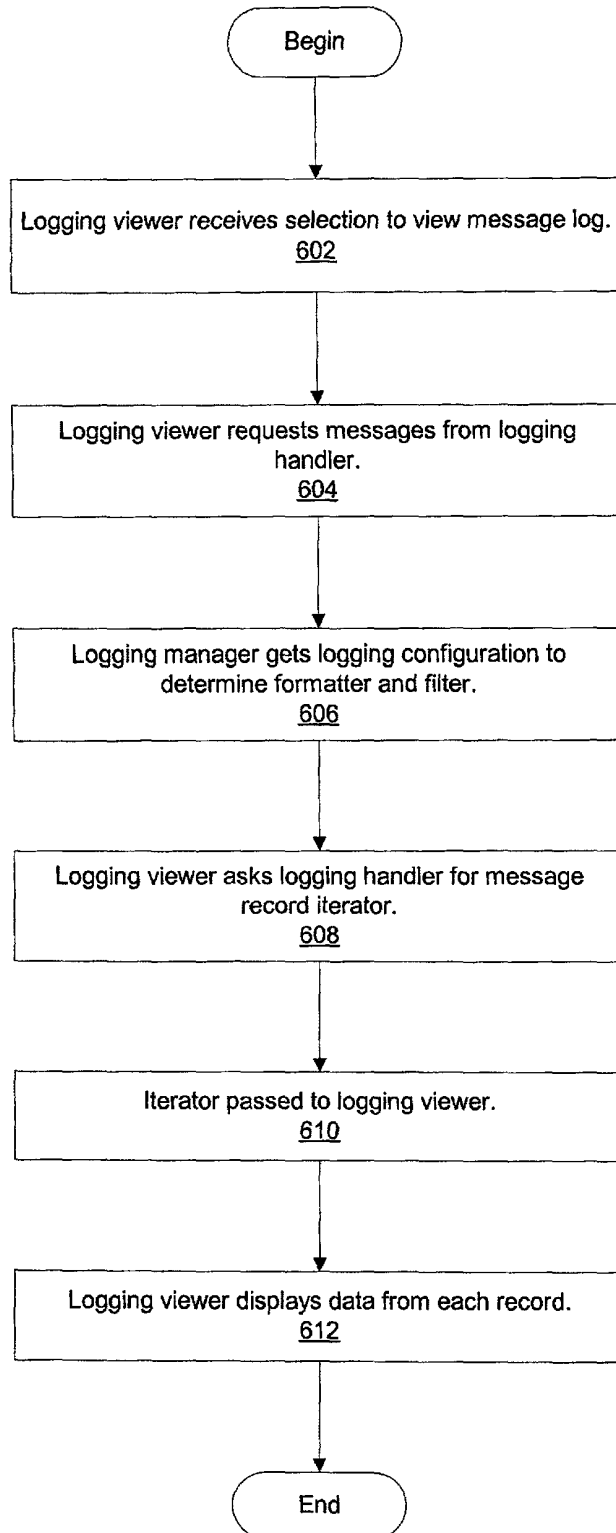 Begin
Logging viewer receives selection to view message log.
602
Logging viewer requests messages from logging
handler.
604
Logging manager gets logging configuration to
determine formatter and filter.
606
Logging viewer asks logging handler for message
record iterator.
608
Iterator passed to logging viewer.
610
Logging viewer displays data from each record.
612
End